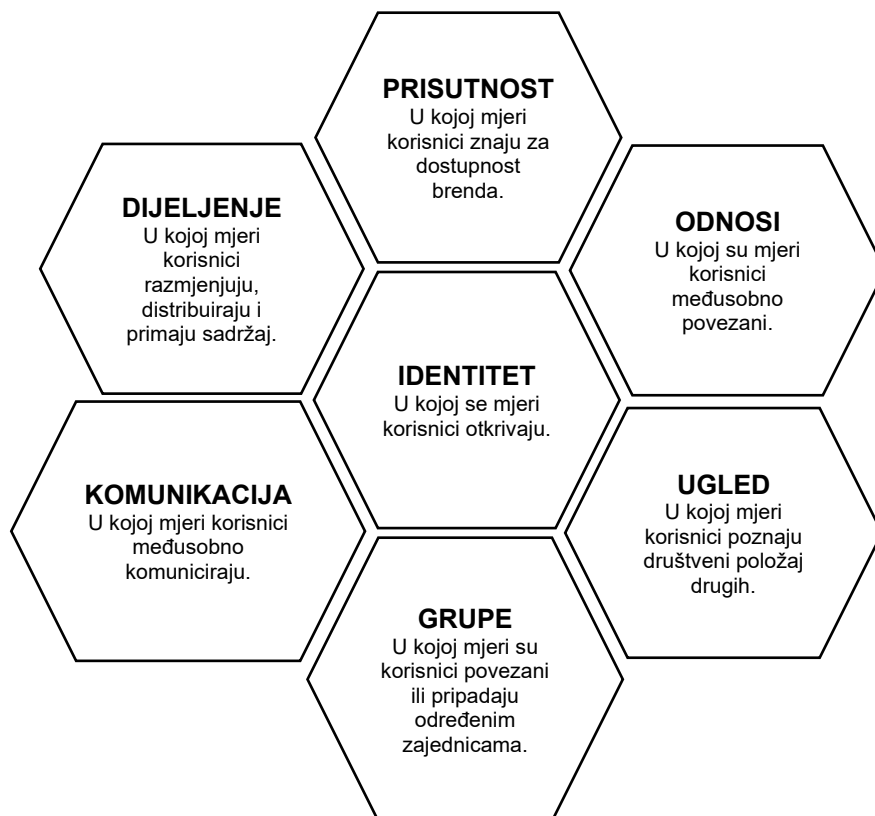 PRISUTNOST
U kojoj mjeri
korisnici znaju za
dostupnost
brenda.
DIJELJENJE
U kojoj mjeri
korisnici
razmjenjuju,
distribuiraju i
primaju sadržaj.
ODNOSI
U kojoj su mjeri
korisnici
međusobno
povezani.
IDENTITET
U kojoj se mjeri
korisnici otkrivaju.
KOMUNIKACIJA
U kojoj mjeri korisnici
međusobno
komuniciraju.
UGLED
U kojoj mjeri
korisnici poznaju
društveni položaj
drugih.
GRUPE
U kojoj mjeri su
korisnici povezani
ili pripadaju
određenim
zajednicama.